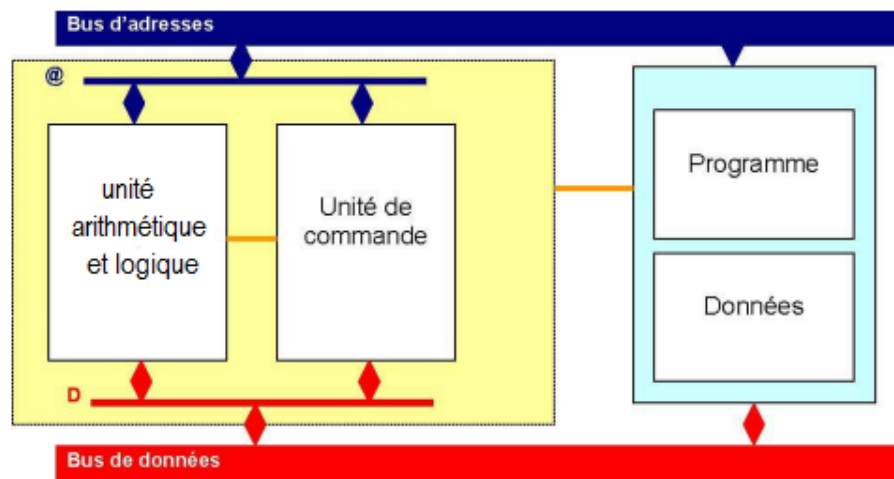 Bus d'adresses
@
unité
arithmétique
et logique
Unité de
commande
Programme
Données
D
Bus de données